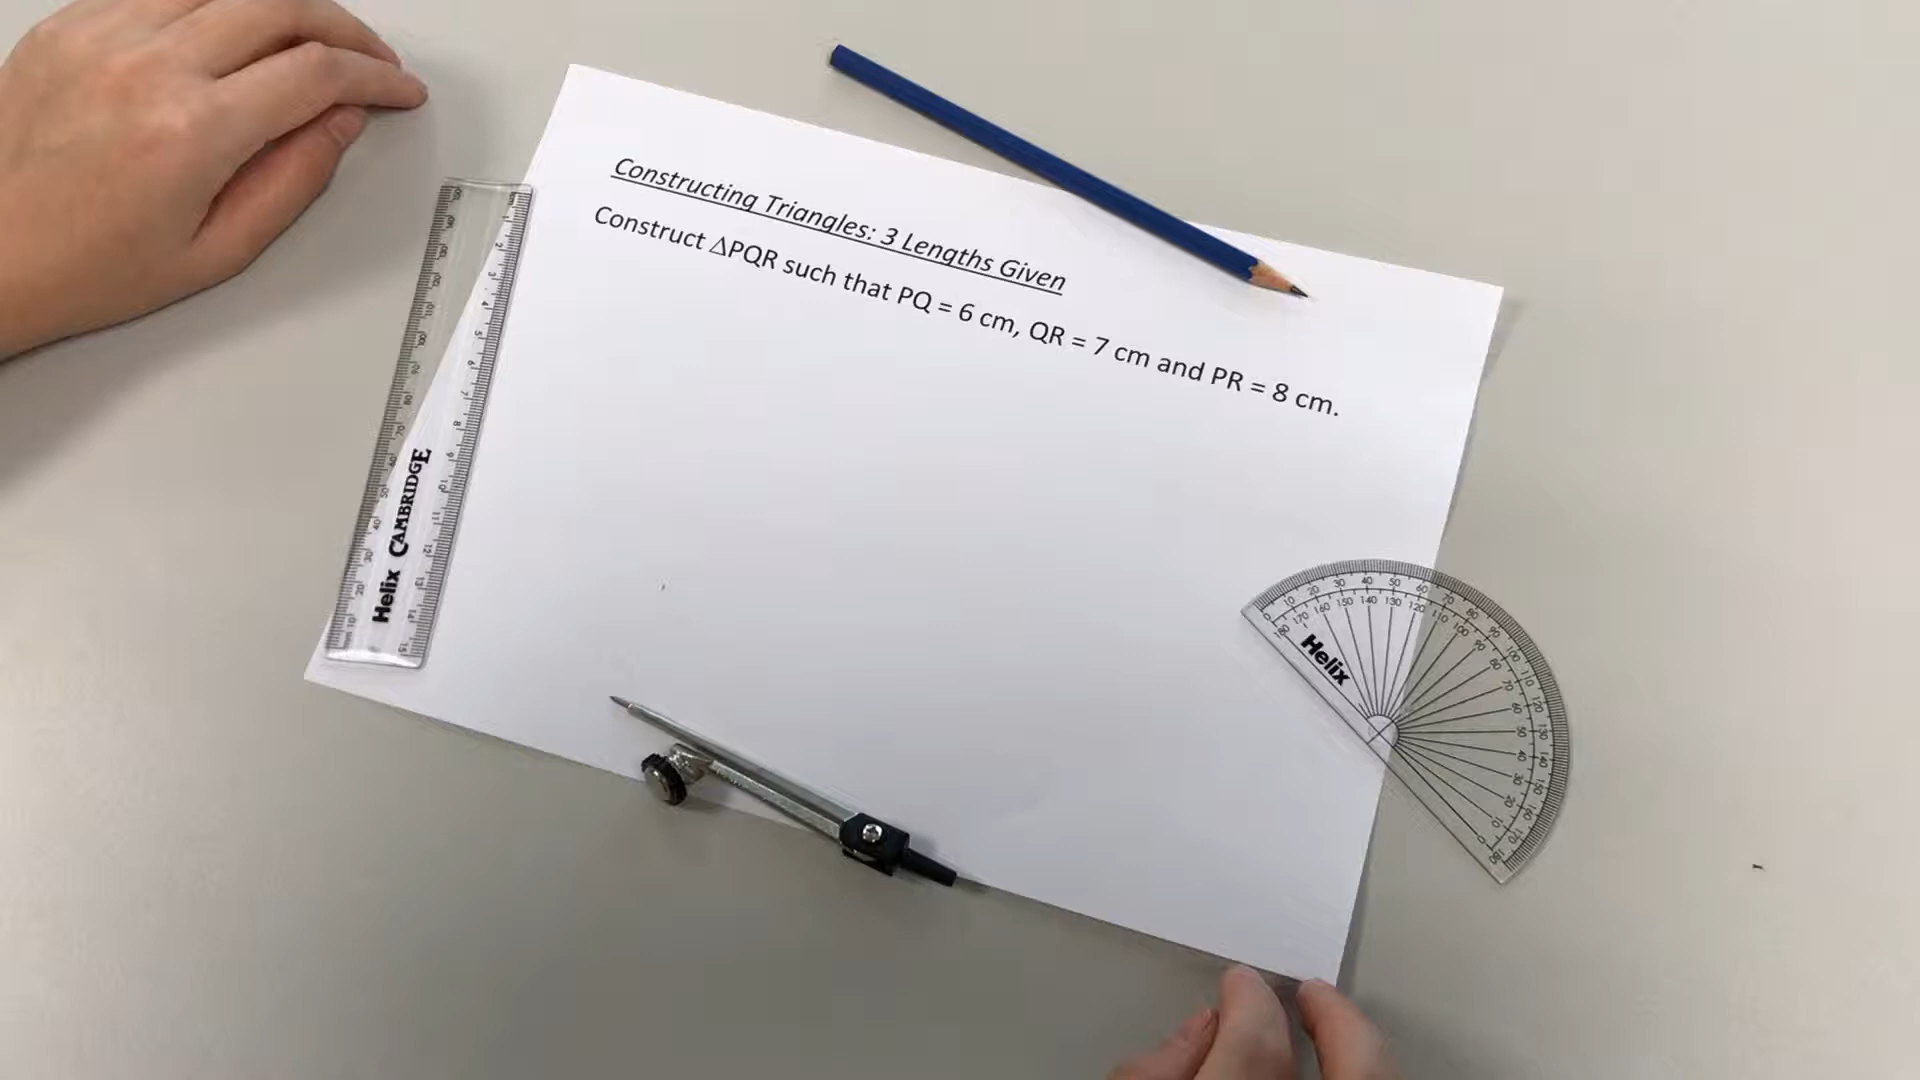 Constructing Triangles: 3 Lengths Given
Construct ∆PQR such that PQ = 6 cm, QR = 7 cm and PR = 8 cm.
Helix CAMBRIDGE
Helix